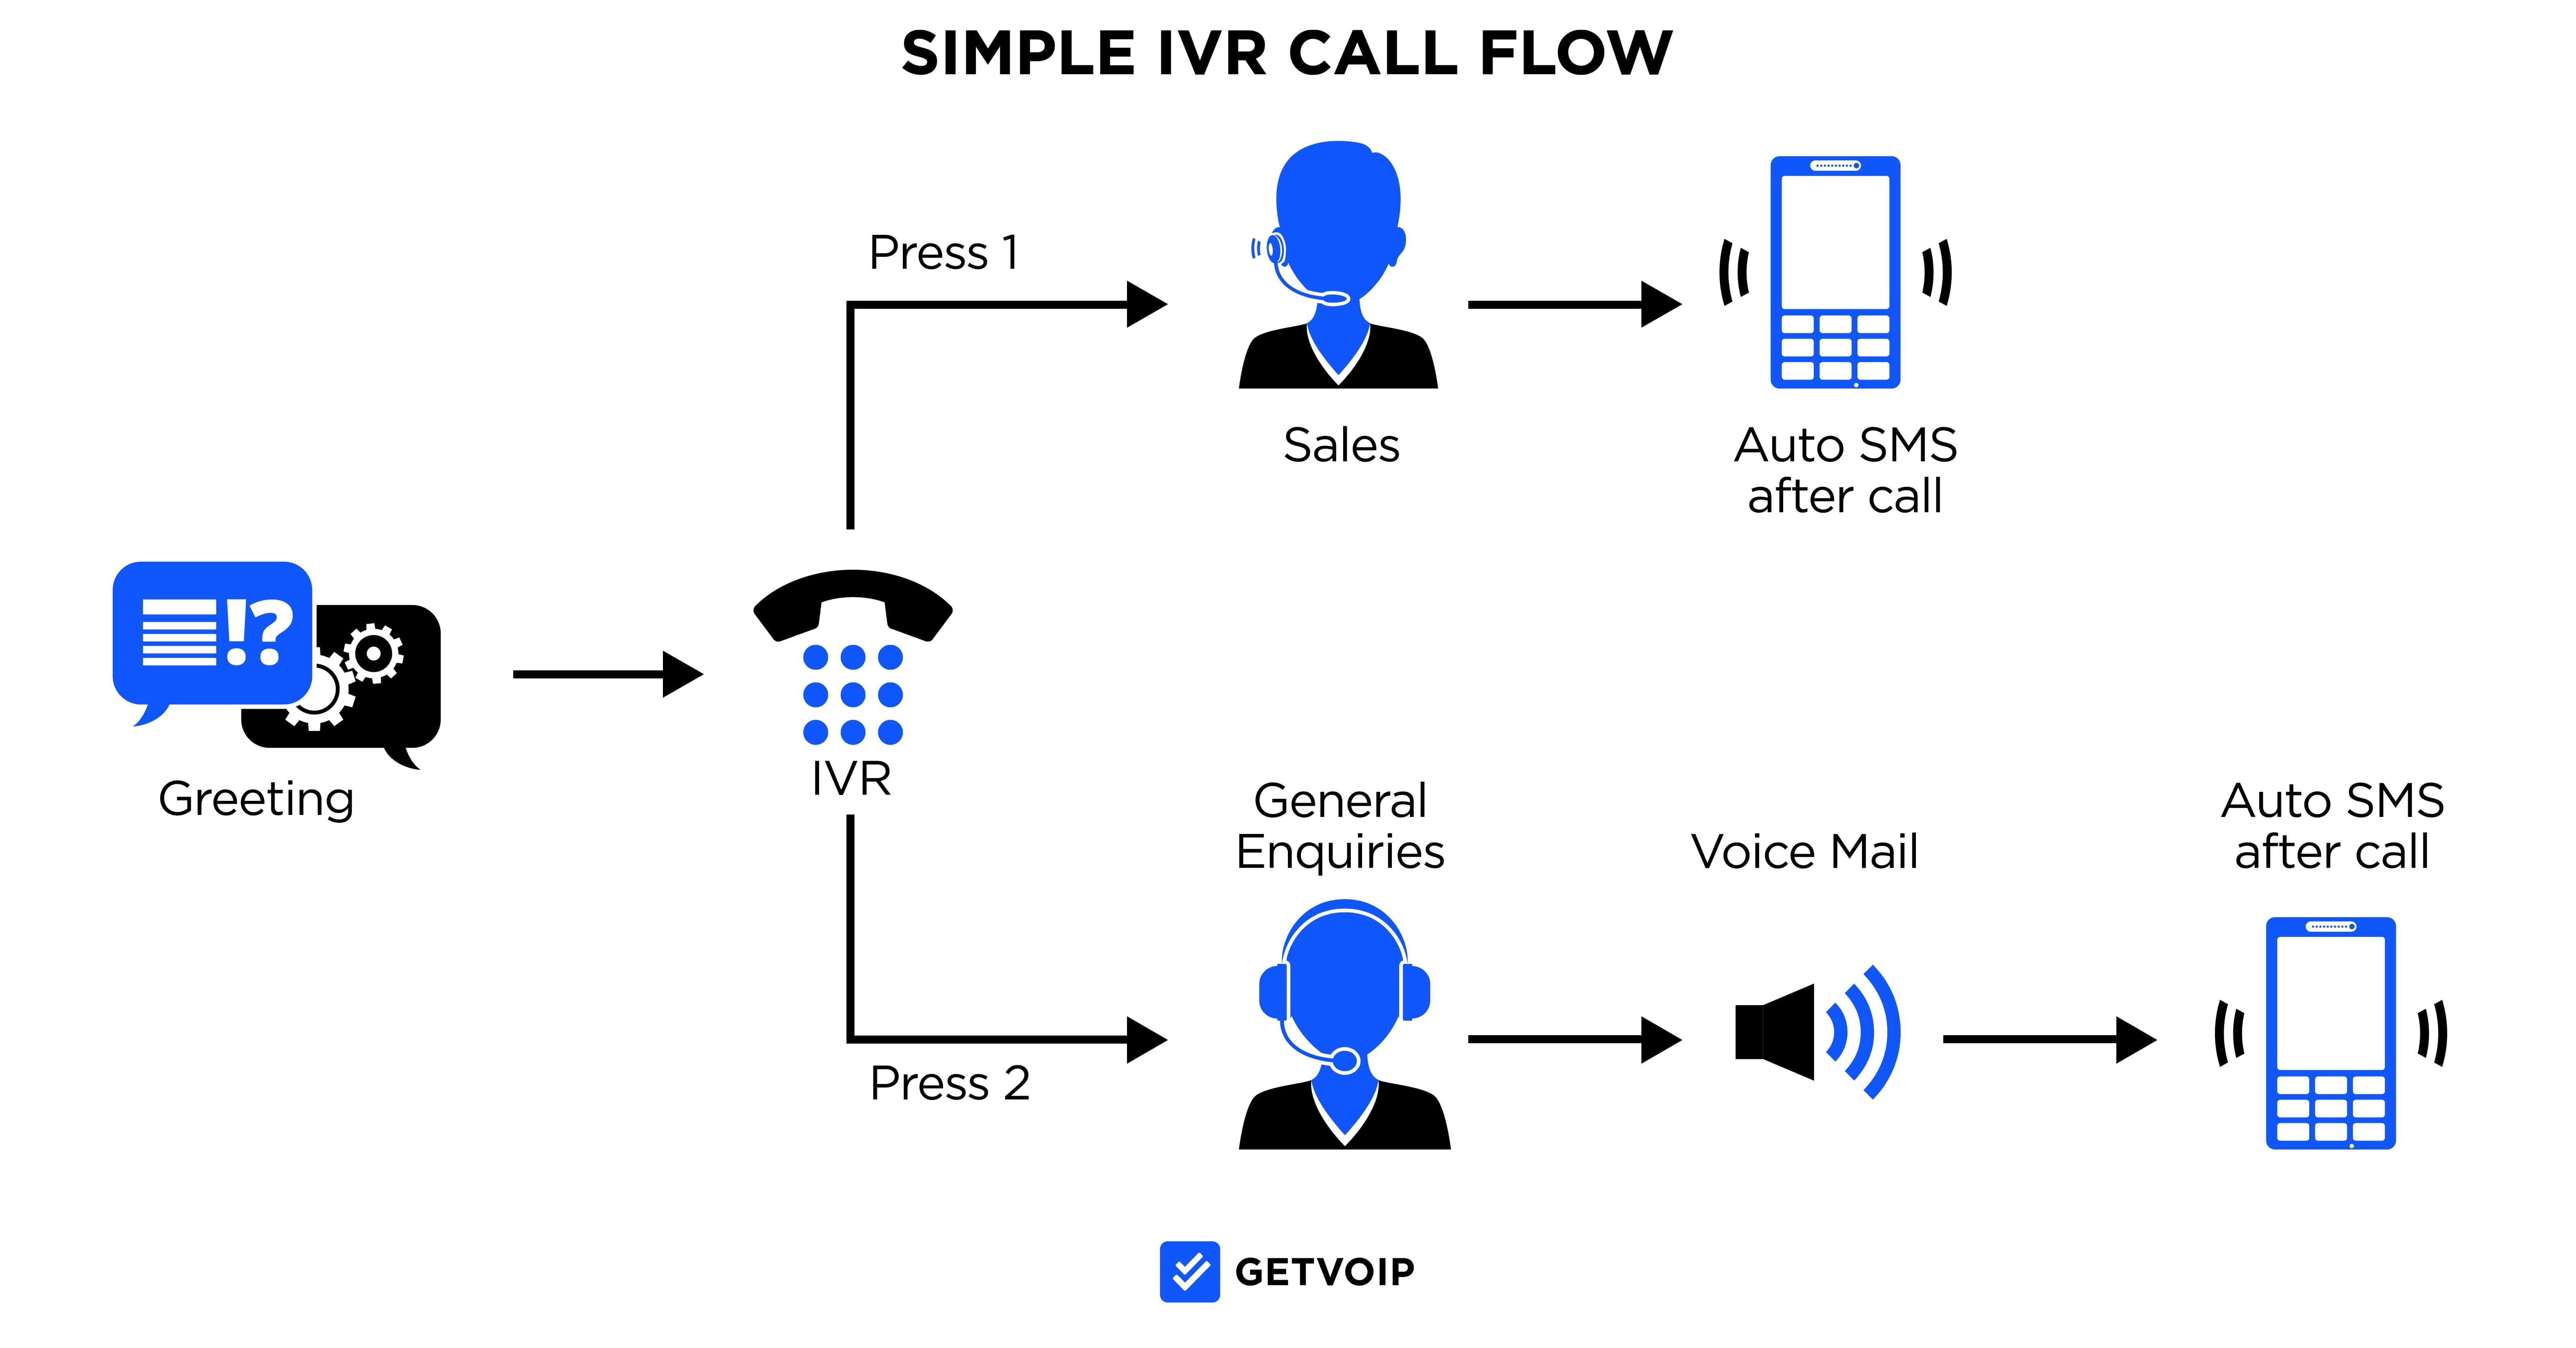 SIMPLE IVR CALL FLOW
Press 1
Sales
Auto SMS
after call
!?
Greeting
IVR
General
Enquiries
Voice Mail
Auto SMS
after call
Press 2
GETVOIP